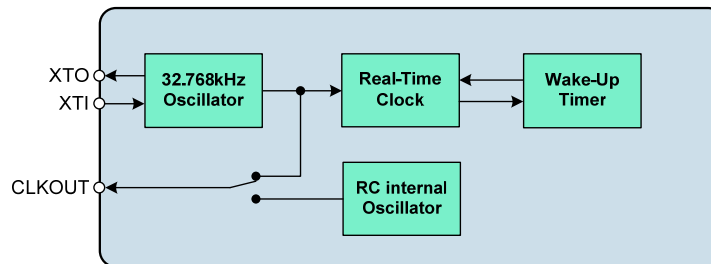 XTO
XTI
32.768kHz
Oscillator
Real-Time
Clock
Wake-Up
Timer
CLKOUT
RC internal
Oscillator